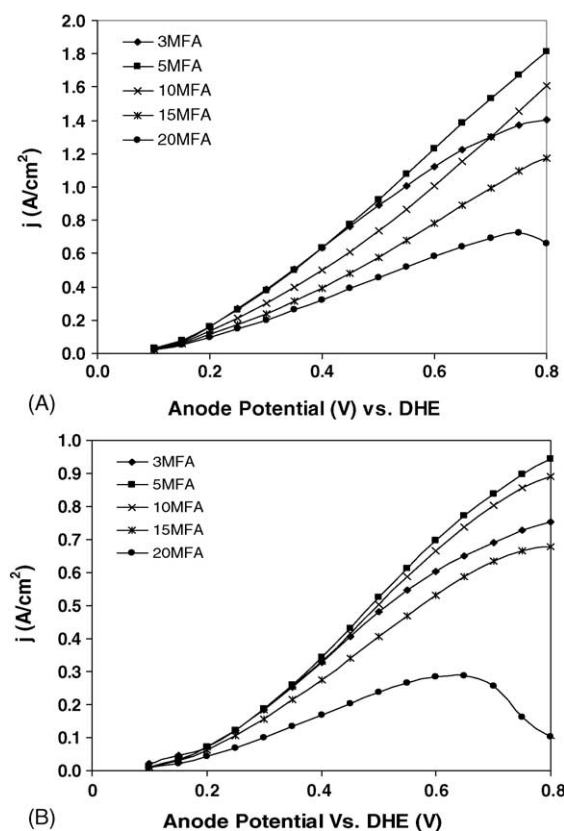 2.0
1.8
1.6
1.4
1.2
1.0
0.8
0.6
0.4
0.2
0.0
j (A/cm²)
3MFA
5MFA
10MFA
15MFA
20MFA
0.0 0.2 0.4 0.6 0.8
(A)
Anode Potential (V) vs. DHE
1.0
0.9
0.8
0.7
0.6
0.5
0.4
0.3
0.2
0.1
0.0
j (A/cm²)
3MFA
5MFA
10MFA
15MFA
20MFA
0 0.2 0.4 0.6 0.8
(B)
Anode Potential Vs. DHE (V)